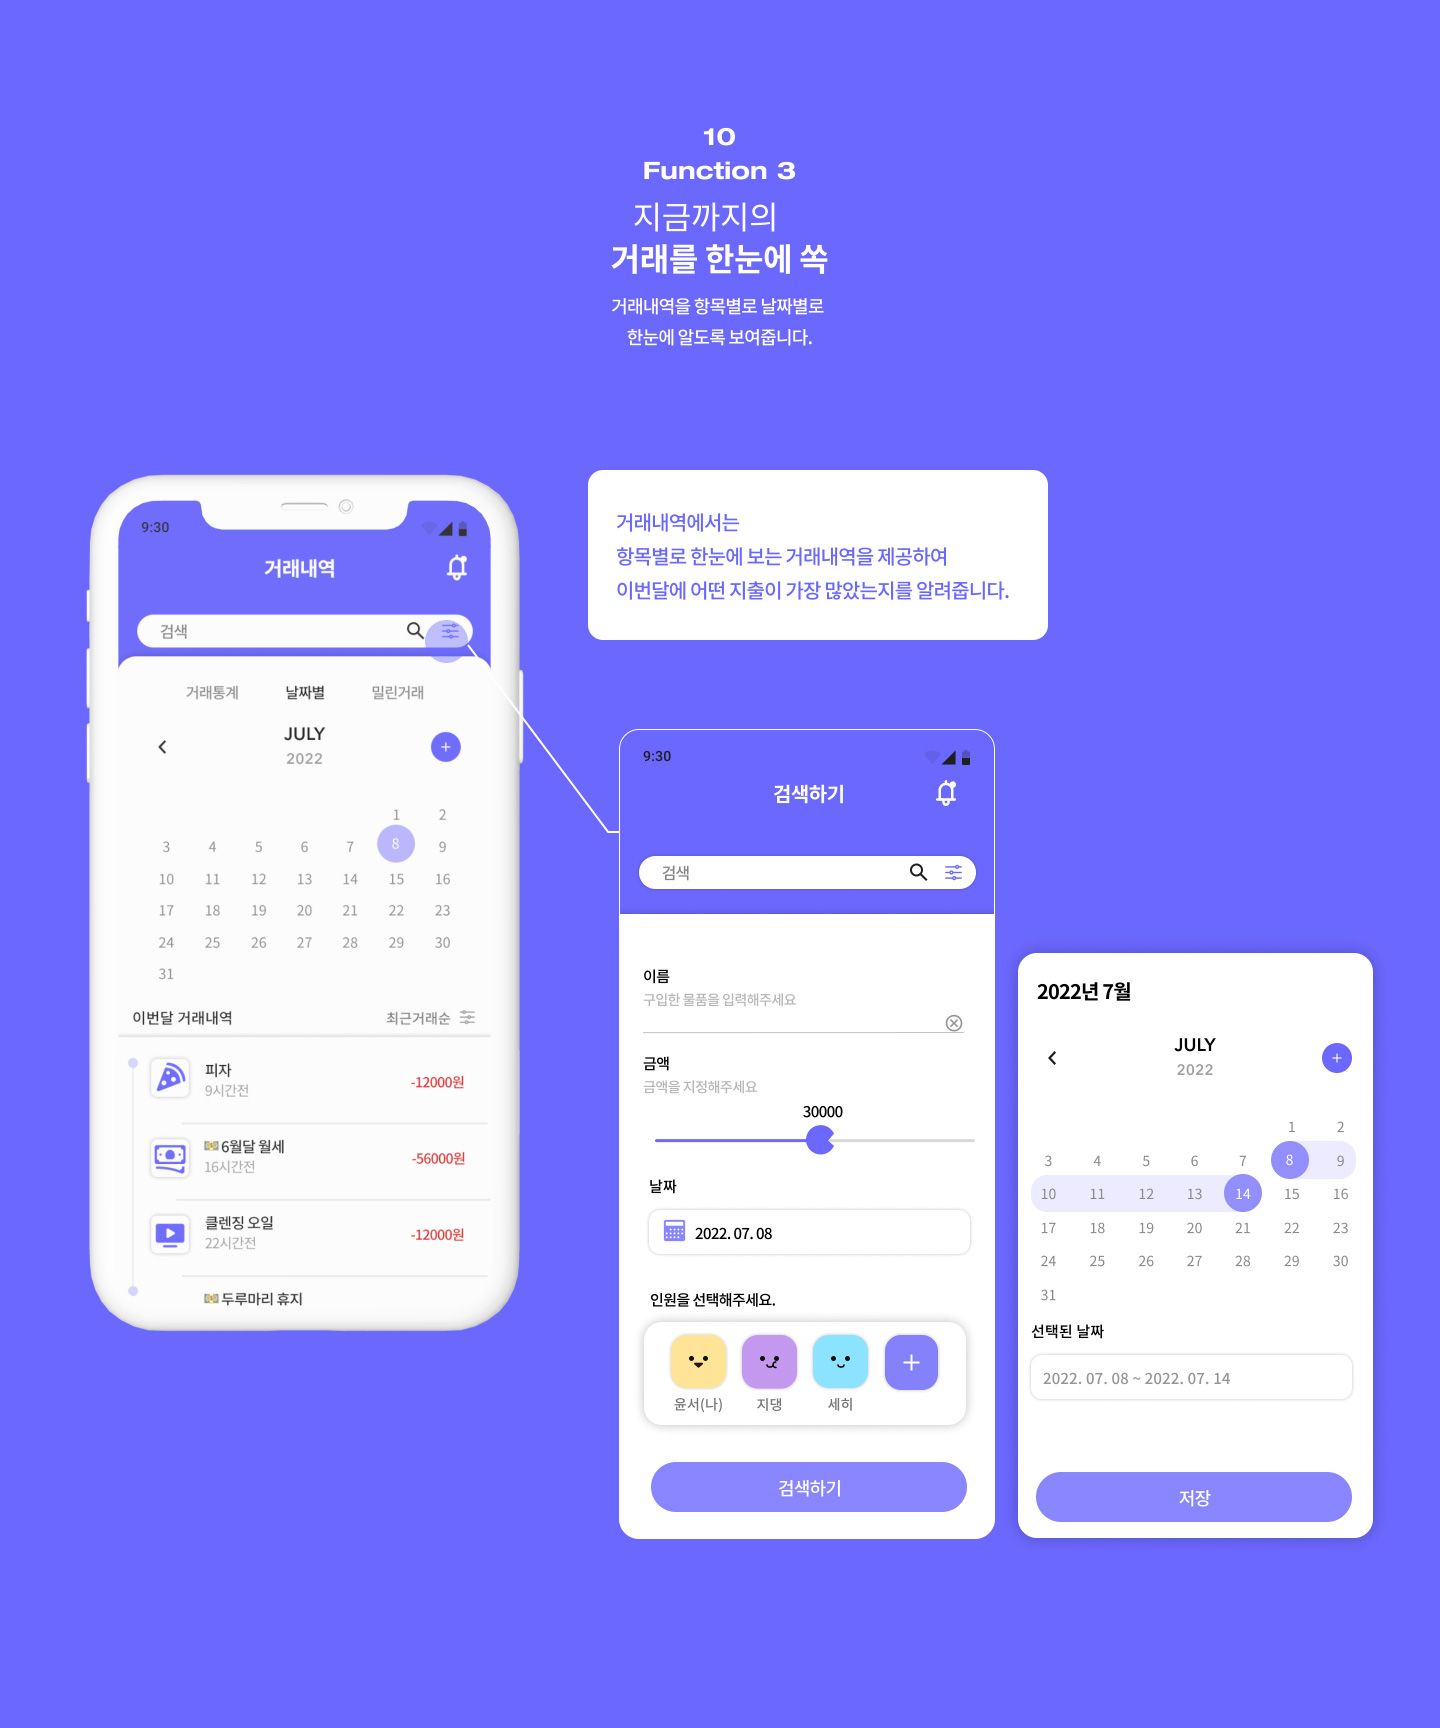 10
Function 3
지금까지의
거래를 한눈에 쏙
거래내역을 항목별로 날짜별로
한눈에 알도록 보여줍니다.
9:30
거래내역
검색
거래통계 날짜별 밀린거래
JULY
2022
1 2
3 4 5 6 7 8 9
10 11 12 13 14 15 16
17 18 19 20 21 22 23
24 25 26 27 28 29 30
31
이번달 거래내역 최근거래순
피자
9시간전
-12000원
6월달 월세
16시간전
-56000원
클렌징 오일
22시간전
-12000원
두루마리 휴지
거래내역에서는
항목별로 한눈에 보는 거래내역을 제공하여
이번달에 어떤 지출이 가장 많았는지를 알려줍니다.
9:30
검색하기
검색
이름
구입한 물품을 입력해주세요
금액
금액을 지정해주세요
30000
날짜
2022. 07. 08
인원을 선택해주세요.
윤서(나) 지댕 세히
검색하기
2022년 7월
JULY
2022
1 2
3 4 5 6 7 8 9
10 11 12 13 14 15 16
17 18 19 20 21 22 23
24 25 26 27 28 29 30
31
선택된 날짜
2022. 07. 08 ~ 2022. 07. 14
저장